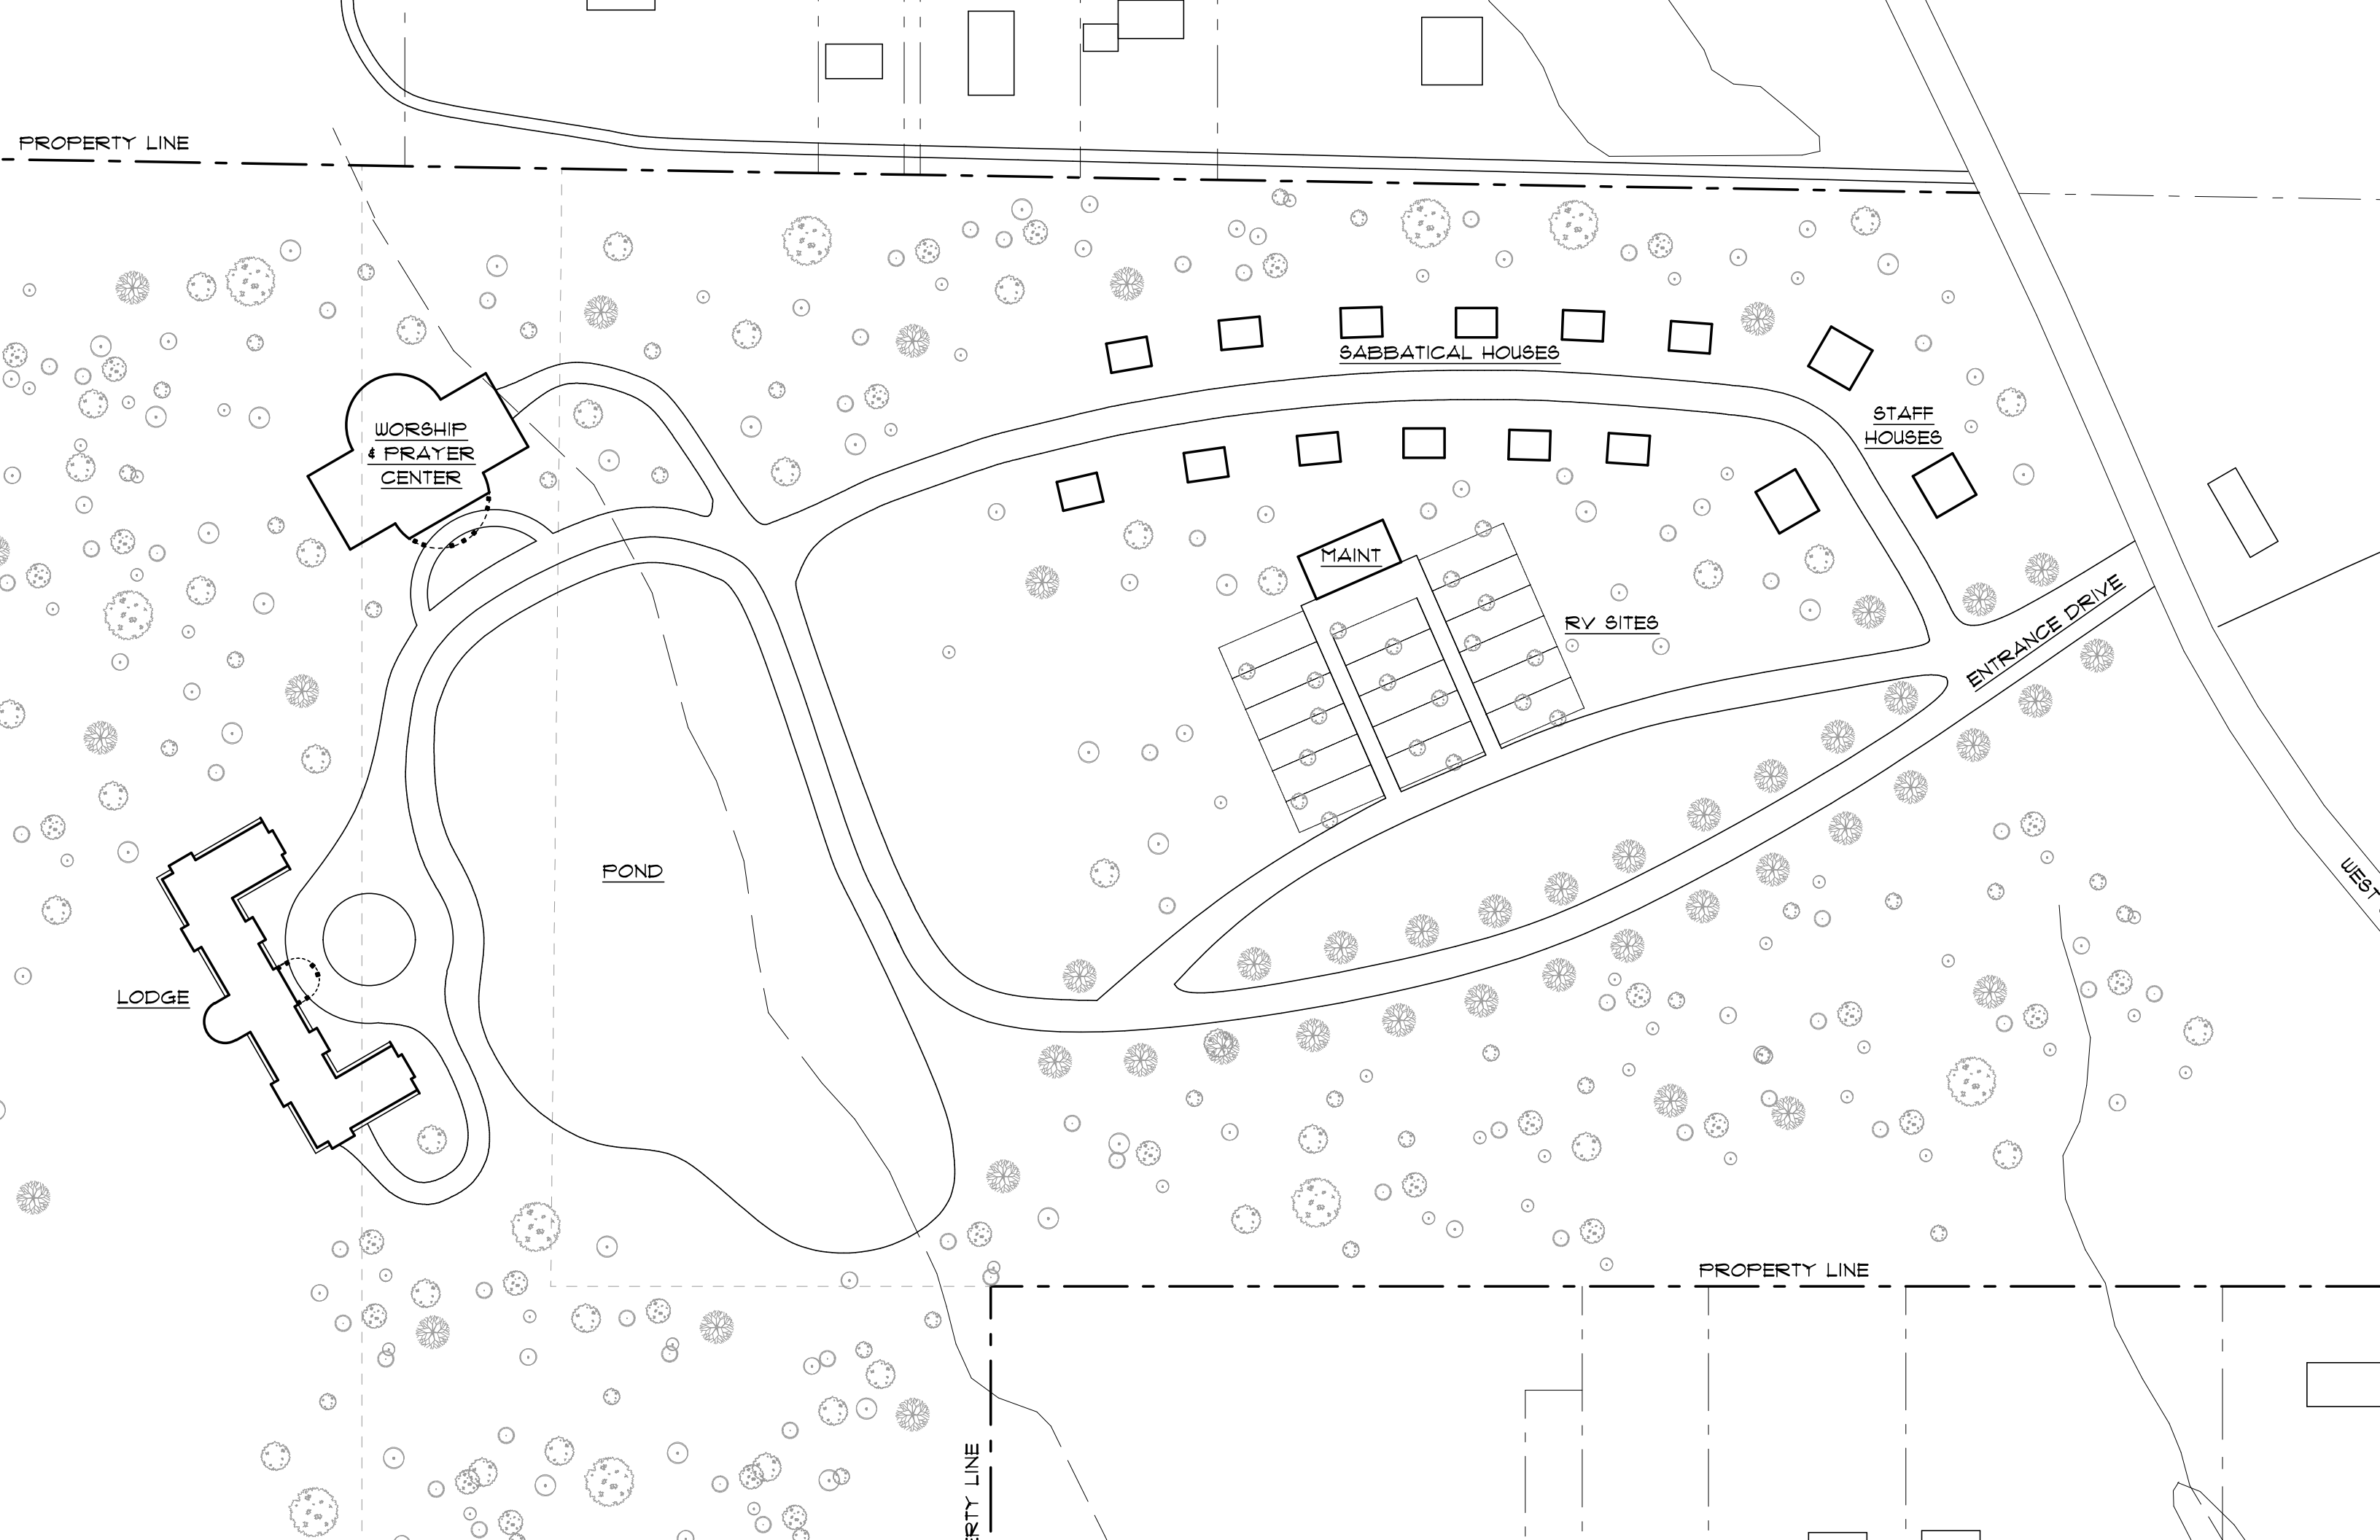 PROPERTY LINE
SABBATICAL HOUSES
STAFF
HOUSES
WORSHIP
& PRAYER
CENTER
MAINT
RV SITES
ENTRANCE DRIVE
POND
WEST
LODGE
PROPERTY LINE
LINE